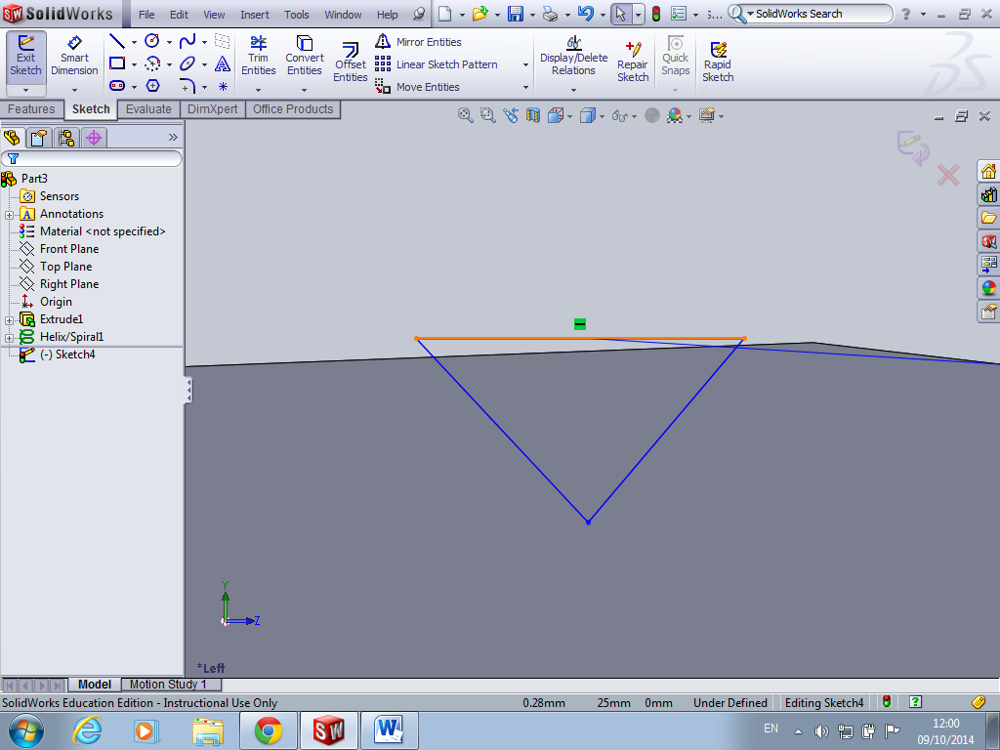 SW SolidWorks File Edit View Insert Tools Window Help S... SolidWorks Search ?
Exit Sketch
Smart Dimension
Trim Entities
Convert Entities
Offset Entities
Mirror Entities
Linear Sketch Pattern
Move Entities
Display/Delete Relations
Repair Sketch
Quick Snaps
Rapid Sketch
Features Sketch Evaluate DimXpert Office Products
Part3
Sensors
A Annotations
Material <not specified>
Front Plane
Top Plane
Right Plane
Origin
Extrude1
Helix/Spiral1
(-) Sketch4
Y
Z
*Left
Model Motion Study 1
SolidWorks Education Edition - Instructional Use Only 0.28mm 25mm 0mm Under Defined Editing Sketch4 ?
SW W EN 12:00
09/10/2014